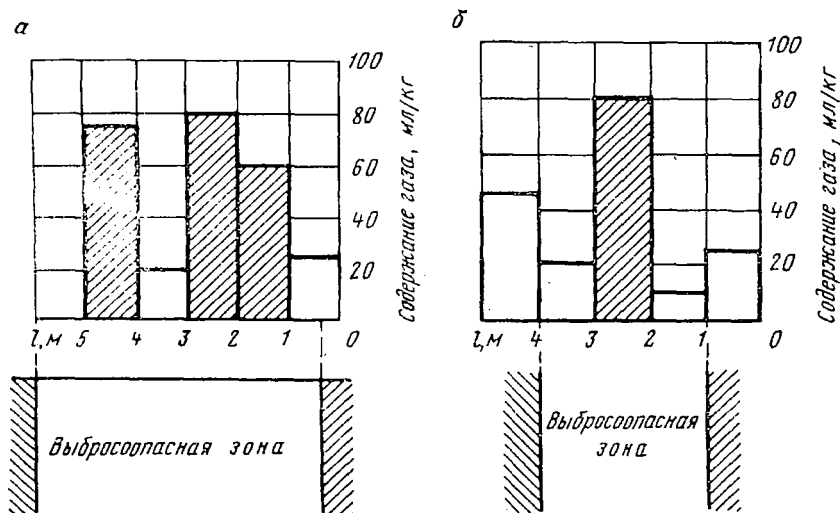 а
100
80
60
40
20
0
Содержание газа, мл/кг
l, м 5 4 3 2 1
Выбросоопасная зона
б
100
80
60
40
20
0
Содержание газа, мл/кг
l, м 4 3 2 1
Выбросоопасная
зона